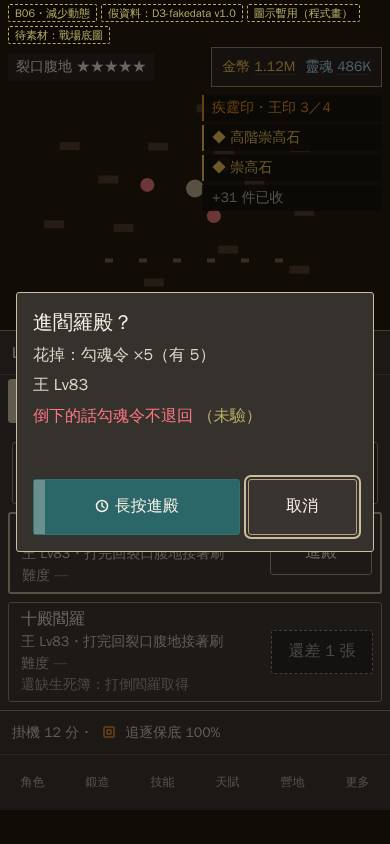 B06・減少動態 假資料：D3-fakedata v1.0 圖示暫用（程式畫）
待素材：戰場底圖
裂口腹地 ★★★★★
金幣 1.12M 靈魂 486K
疾霆印・王印 3／4
◆ 高階崇高石
◆ 崇高石
+31 件已收
進閻羅殿？
花掉：勾魂令 ×5（有 5）
王 Lv83
倒下的話勾魂令不退回 （未驗）
長按進殿
取消
王 Lv83・打完回裂口腹地接著刷
進殿
難度 —
十殿閻羅
王 Lv83・打完回裂口腹地接著刷
難度 —
還缺生死簿：打倒閻羅取得
還差 1 張
掛機 12 分・ 追逐保底 100%
角色 鍛造 技能 天賦 營地 更多